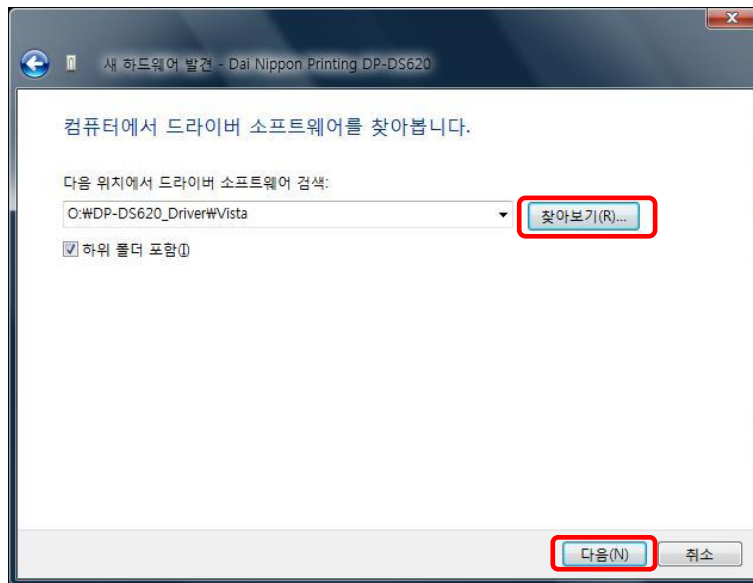 새 하드웨어 발견 - Dai Nippon Printing DP-DS620
컴퓨터에서 드라이버 소프트웨어를 찾아봅니다.
다음 위치에서 드라이버 소프트웨어 검색:
O:₩DP-DS620_Driver₩Vista
찾아보기(R)...
하위 폴더 포함(I)
다음(N)
취소